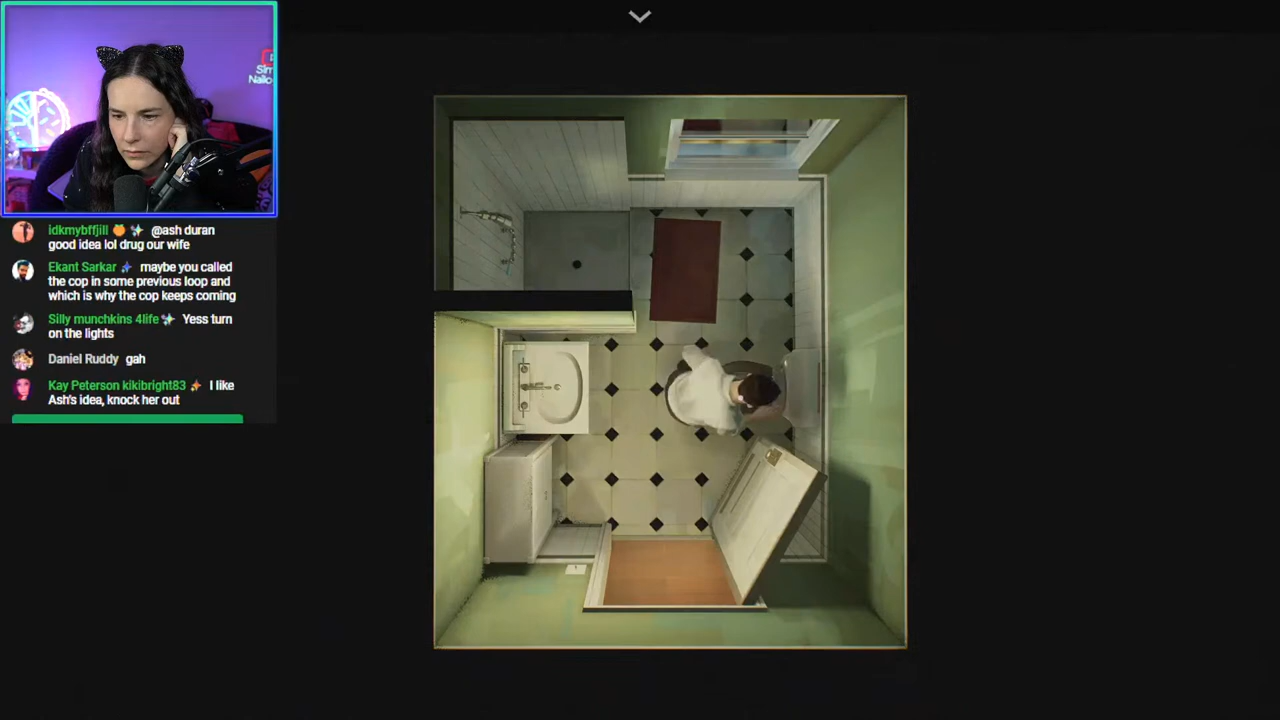 idkmybffjill @ash duran
good idea lol drug our wife
Ekant Sarkar maybe you called
the cop in some previous loop and
which is why the cop keeps coming
Silly munchkins 4life Yess turn
on the lights
Daniel Ruddy gah
Kay Peterson kikibright83 I like
Ash's idea, knock her out